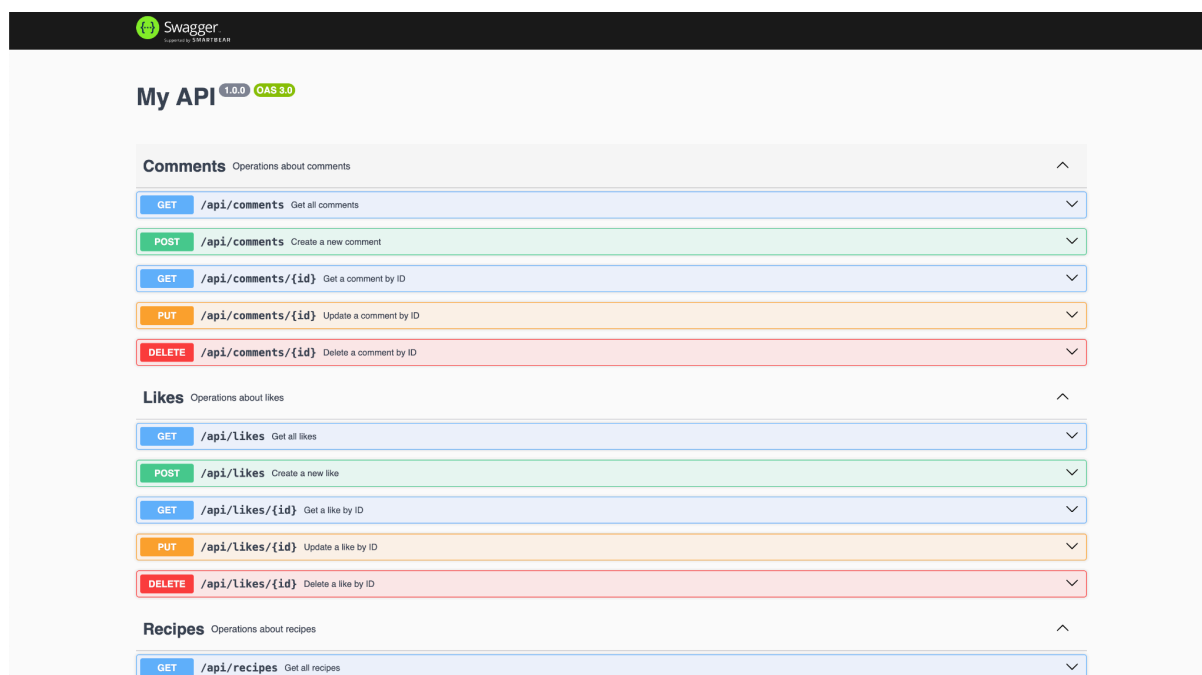 Swagger
Supported by SMARTBEAR
My API 1.0.0 OAS 3.0
Comments Operations about comments
GET /api/comments Get all comments
POST /api/comments Create a new comment
GET /api/comments/{id} Get a comment by ID
PUT /api/comments/{id} Update a comment by ID
DELETE /api/comments/{id} Delete a comment by ID
Likes Operations about likes
GET /api/likes Get all likes
POST /api/likes Create a new like
GET /api/likes/{id} Get a like by ID
PUT /api/likes/{id} Update a like by ID
DELETE /api/likes/{id} Delete a like by ID
Recipes Operations about recipes
GET /api/recipes Get all recipes